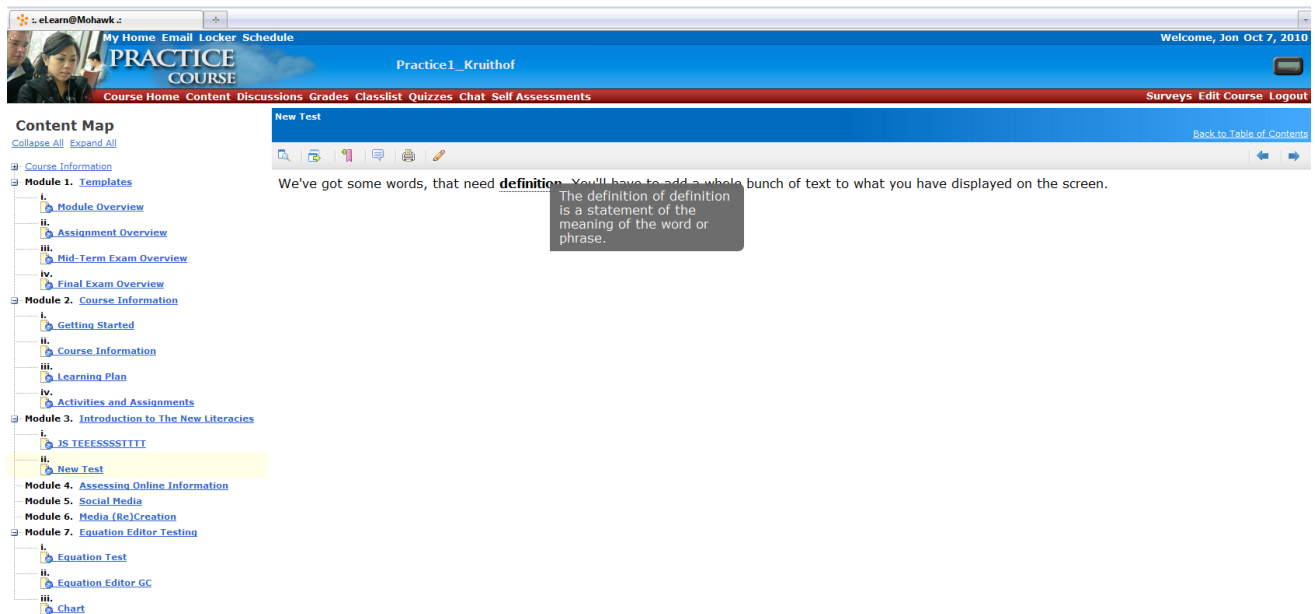 :. eLearn@Mohawk .:
My Home Email Locker Schedule
Welcome, Jon Oct 7, 2010
PRACTICE
COURSE
Practice1_Kruithof
Course Home Content Discussions Grades Classlist Quizzes Chat Self Assessments
Surveys Edit Course Logout
Content Map
Collapse All Expand All
Course Information
Module 1. Templates
i.
Module Overview
ii.
Assignment Overview
iii.
Mid-Term Exam Overview
iv.
Final Exam Overview
Module 2. Course Information
i.
Getting Started
ii.
Course Information
iii.
Learning Plan
iv.
Activities and Assignments
Module 3. Introduction to The New Literacies
i.
JS TEEESSSSTTTT
ii.
New Test
Module 4. Assessing Online Information
Module 5. Social Media
Module 6. Media (Re)Creation
Module 7. Equation Editor Testing
i.
Equation Test
ii.
Equation Editor GC
iii.
Chart
New Test
Back to Table of Contents
We've got some words, that need definition. You'll have to add a whole bunch of text to what you have displayed on the screen.
The definition of definition
is a statement of the
meaning of the word or
phrase.